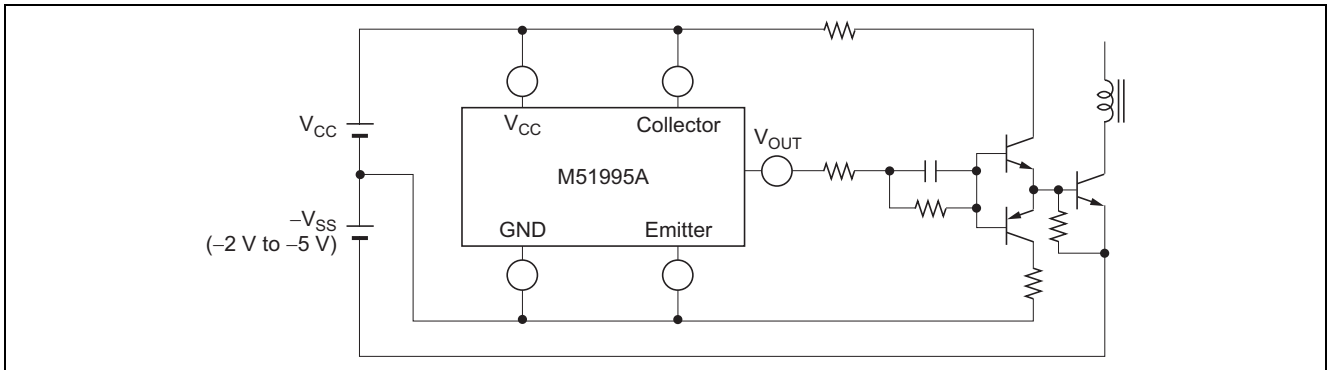 V_CC Collector
V_OUT
V_CC
M51995A
–V_SS
(–2 V to –5 V)
GND Emitter